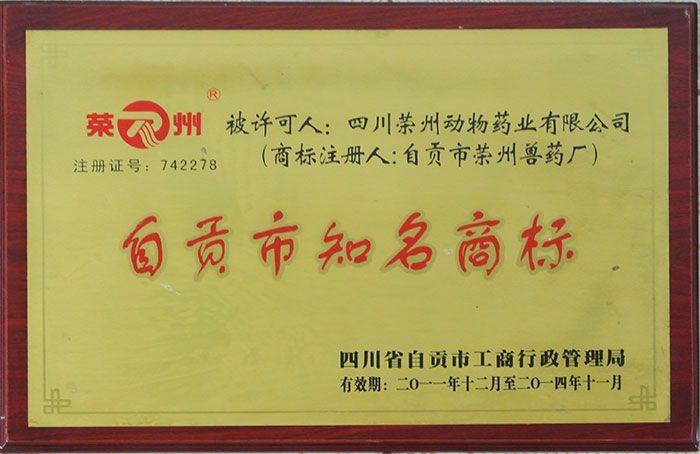 荣 州 ®
注册证号：742278
被许可人：四川荣州动物药业有限公司
（商标注册人：自贡市荣州兽药厂）
自贡市知名商标
四川省自贡市工商行政管理局
有效期：二O一一年十二月至二O一四年十一月